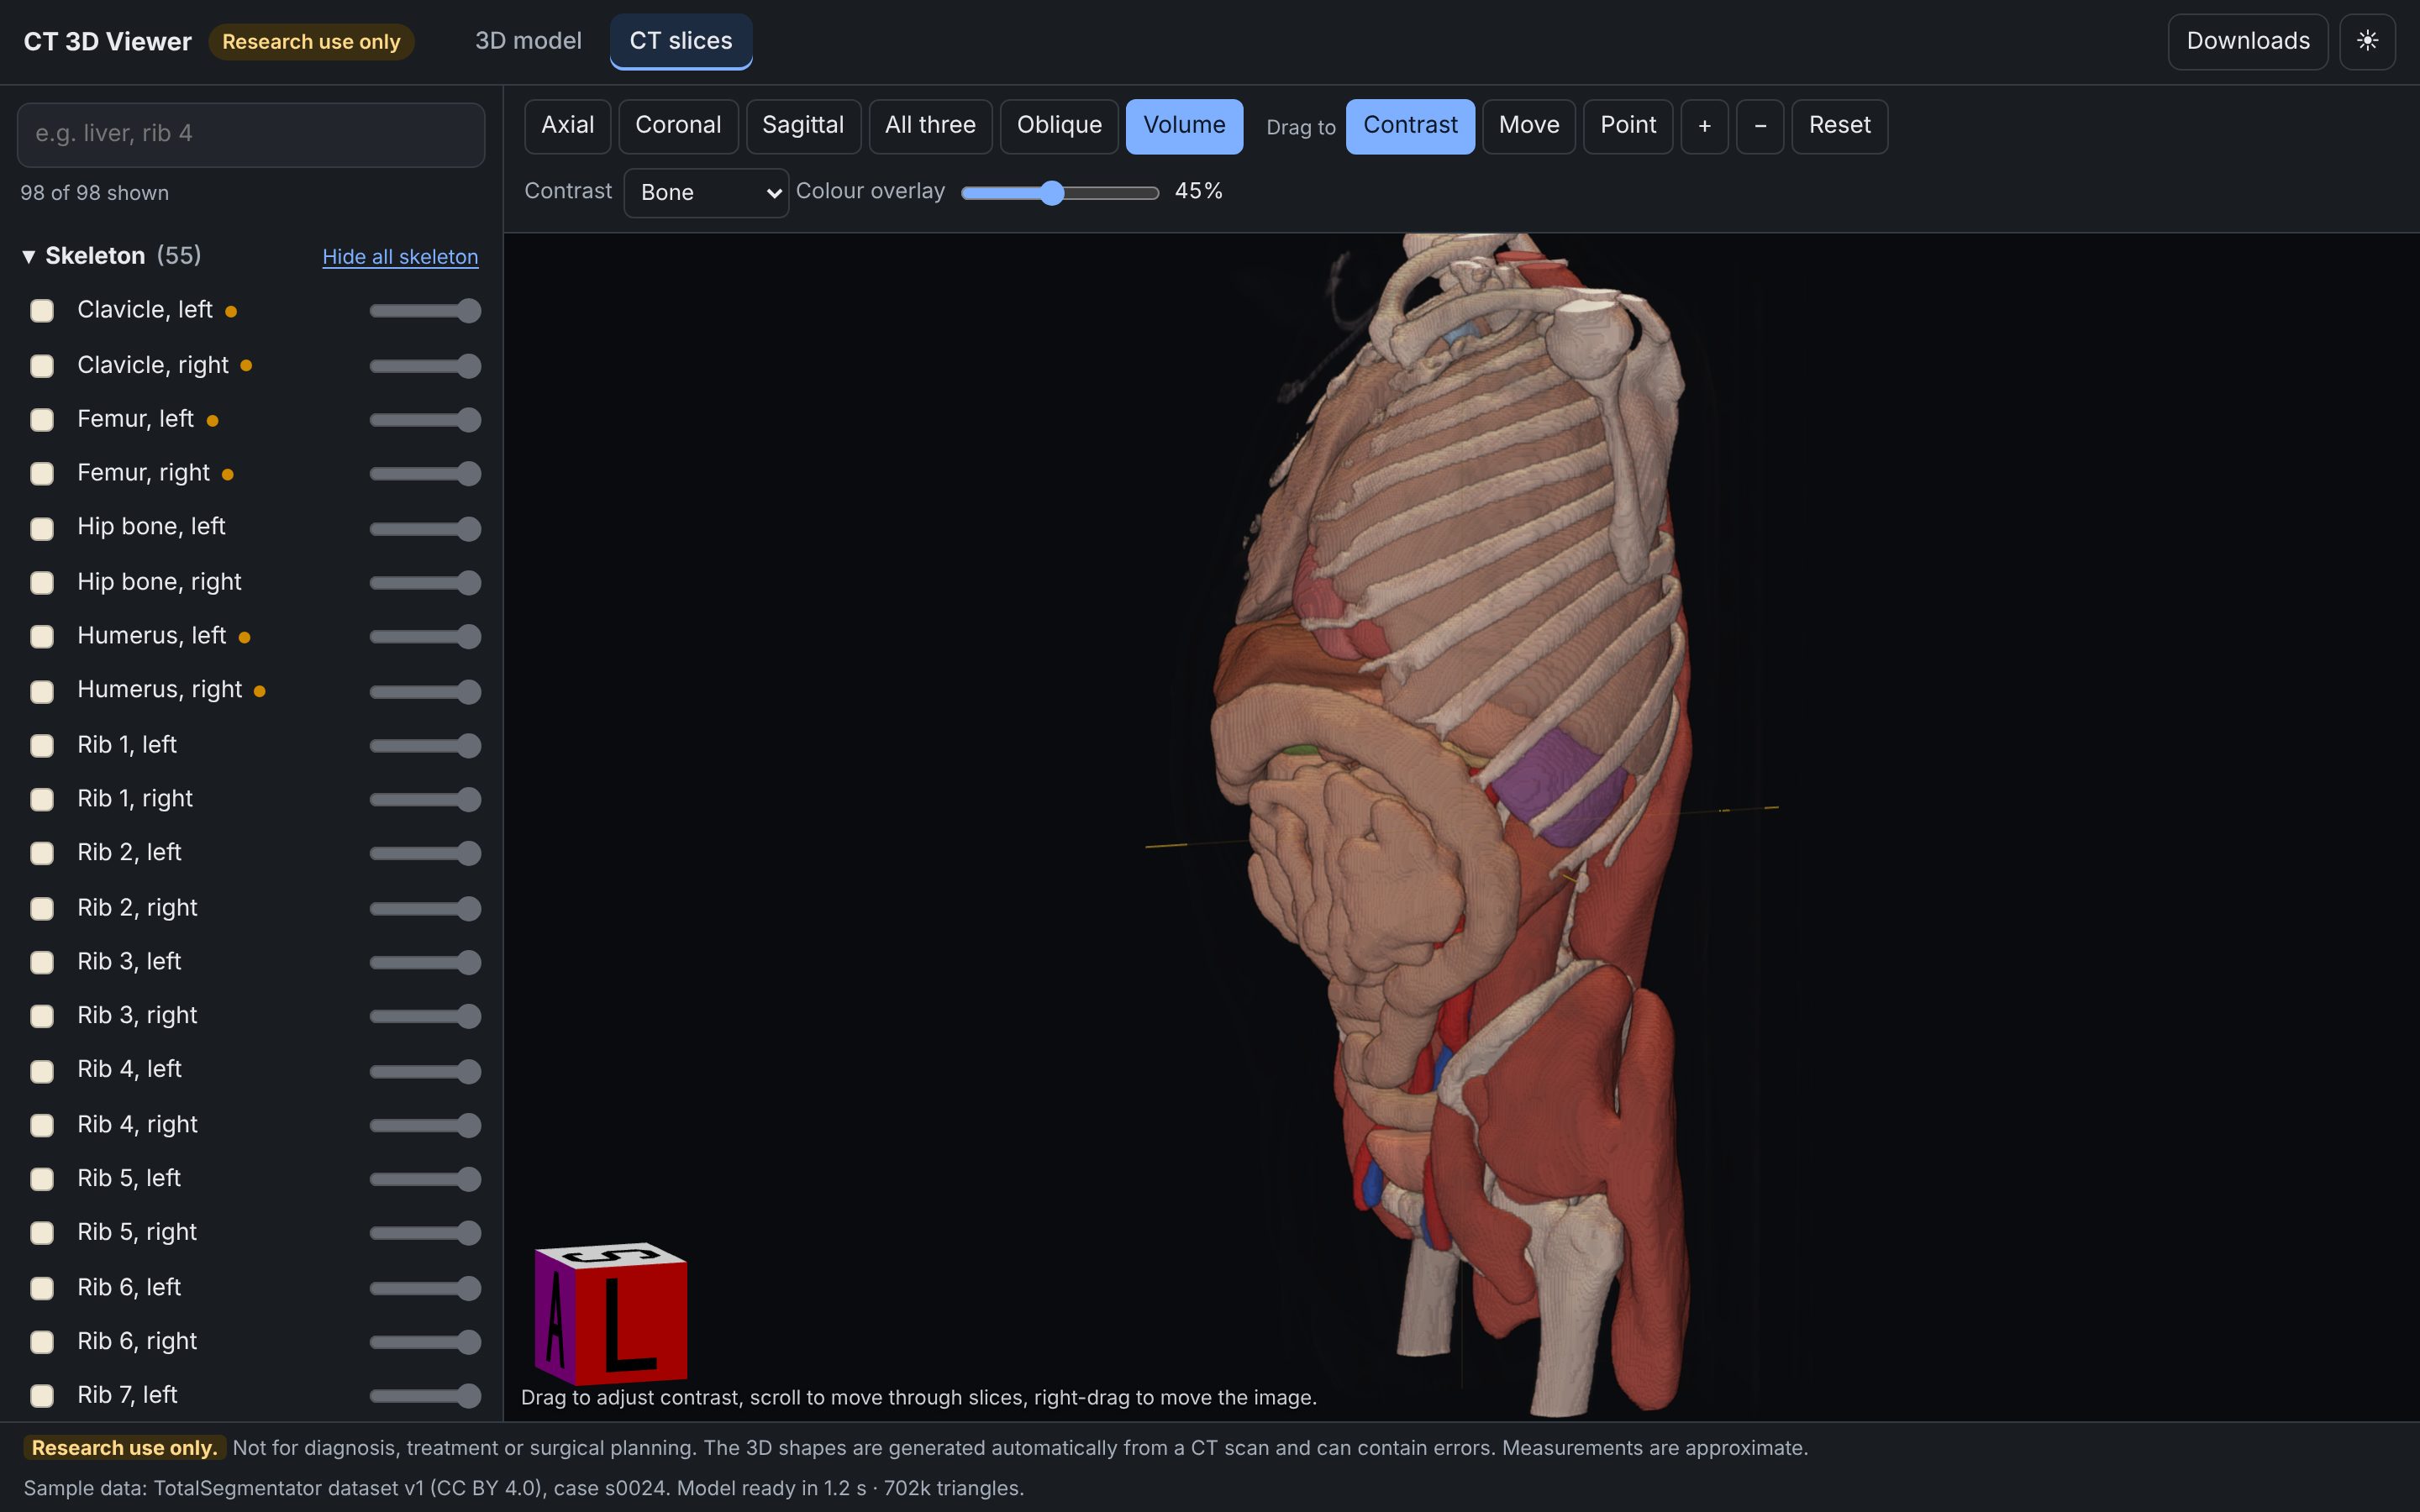 CT 3D Viewer Research use only 3D model CT slices Downloads
e.g. liver, rib 4
98 of 98 shown
▼ Skeleton (55) Hide all skeleton
Clavicle, left
Clavicle, right
Femur, left
Femur, right
Hip bone, left
Hip bone, right
Humerus, left
Humerus, right
Rib 1, left
Rib 1, right
Rib 2, left
Rib 2, right
Rib 3, left
Rib 3, right
Rib 4, left
Rib 4, right
Rib 5, left
Rib 5, right
Rib 6, left
Rib 6, right
Rib 7, left
Axial Coronal Sagittal All three Oblique Volume Drag to Contrast Move Point + − Reset
Contrast Bone Colour overlay 45%
S
A L
Drag to adjust contrast, scroll to move through slices, right-drag to move the image.
Research use only. Not for diagnosis, treatment or surgical planning. The 3D shapes are generated automatically from a CT scan and can contain errors. Measurements are approximate.
Sample data: TotalSegmentator dataset v1 (CC BY 4.0), case s0024. Model ready in 1.2 s · 702k triangles.